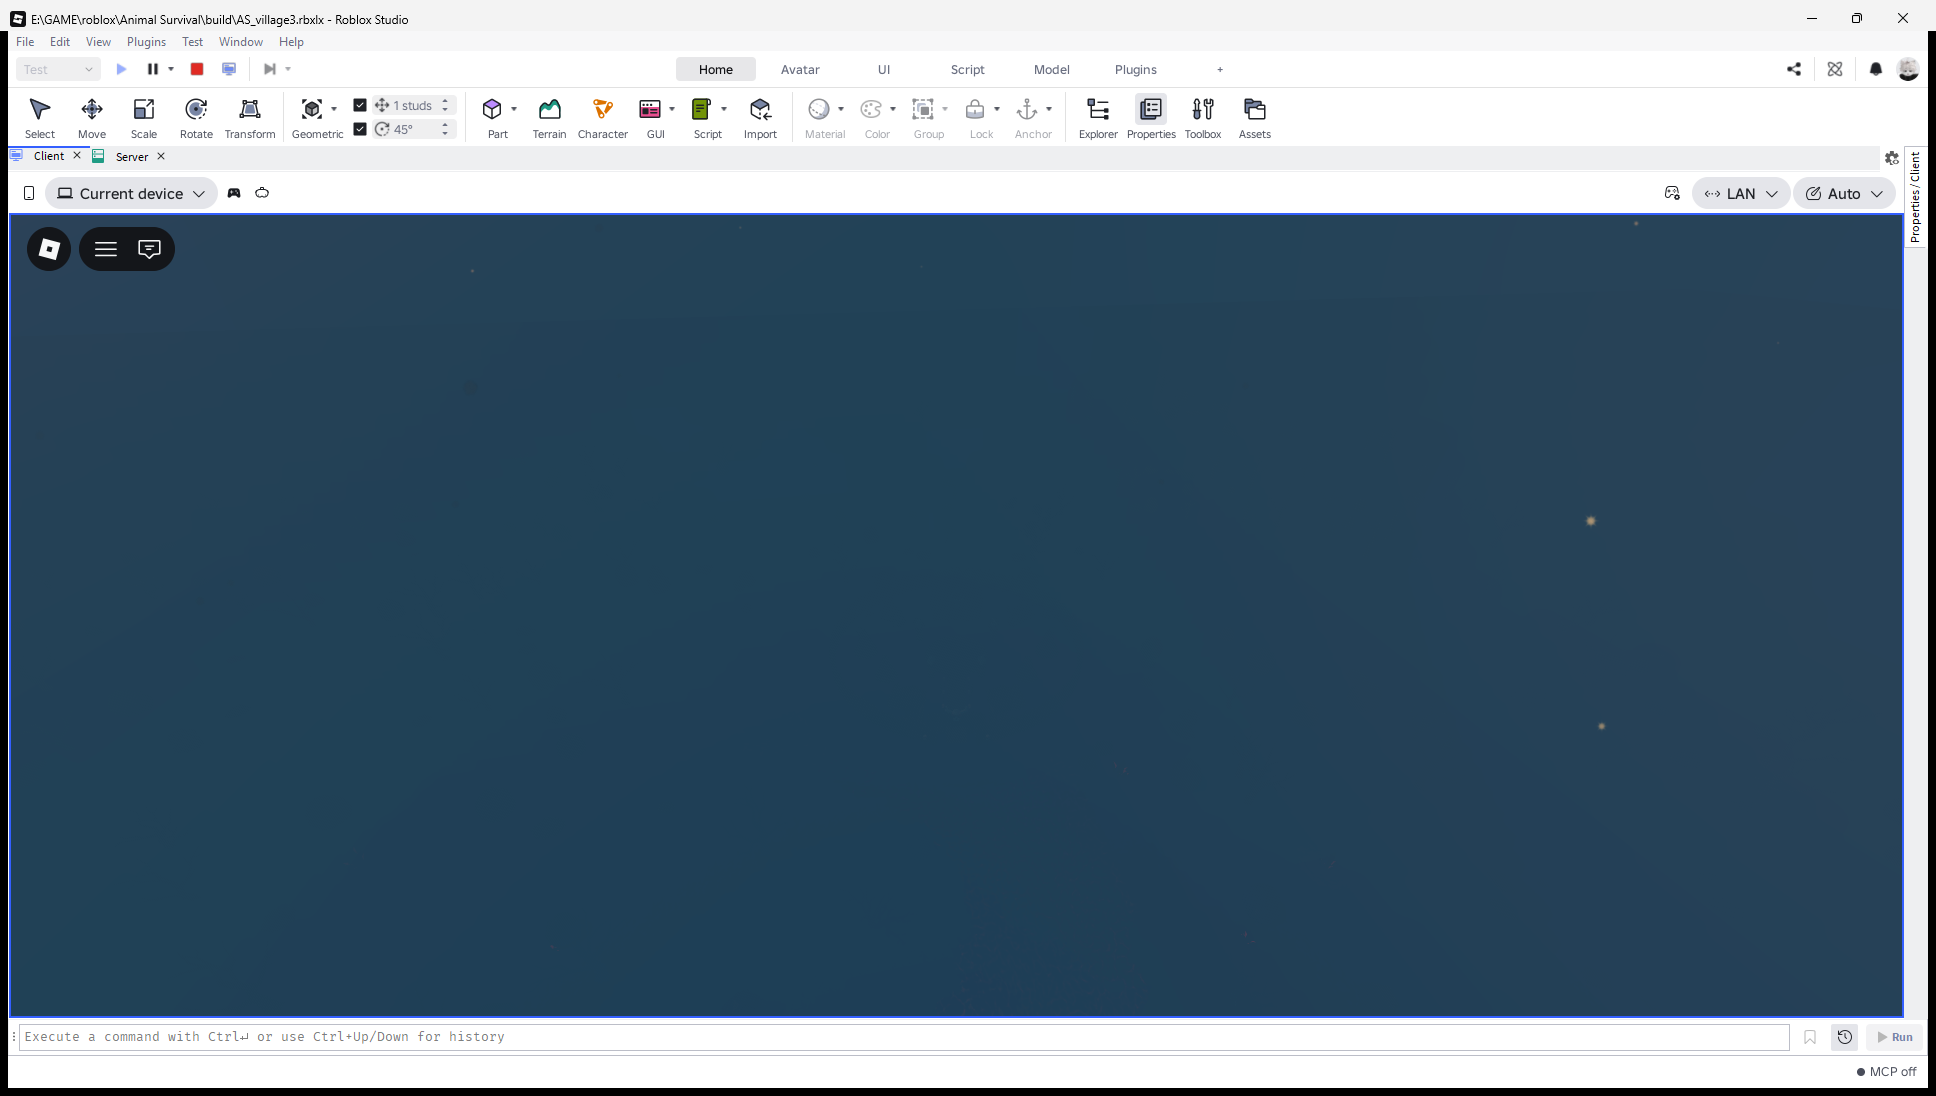 E:\GAME\roblox\Animal Survival\build\AS_village3.rbxlx - Roblox Studio
File Edit View Plugins Test Window Help
Test Home Avatar UI Script Model Plugins +
1 studs
45°
Select Move Scale Rotate Transform Geometric Part Terrain Character GUI Script Import Material Color Group Lock Anchor Explorer Properties Toolbox Assets
Client Server
Properties / Client
Current device LAN Auto
Execute a command with Ctrl↵ or use Ctrl+Up/Down for history
Run
MCP off